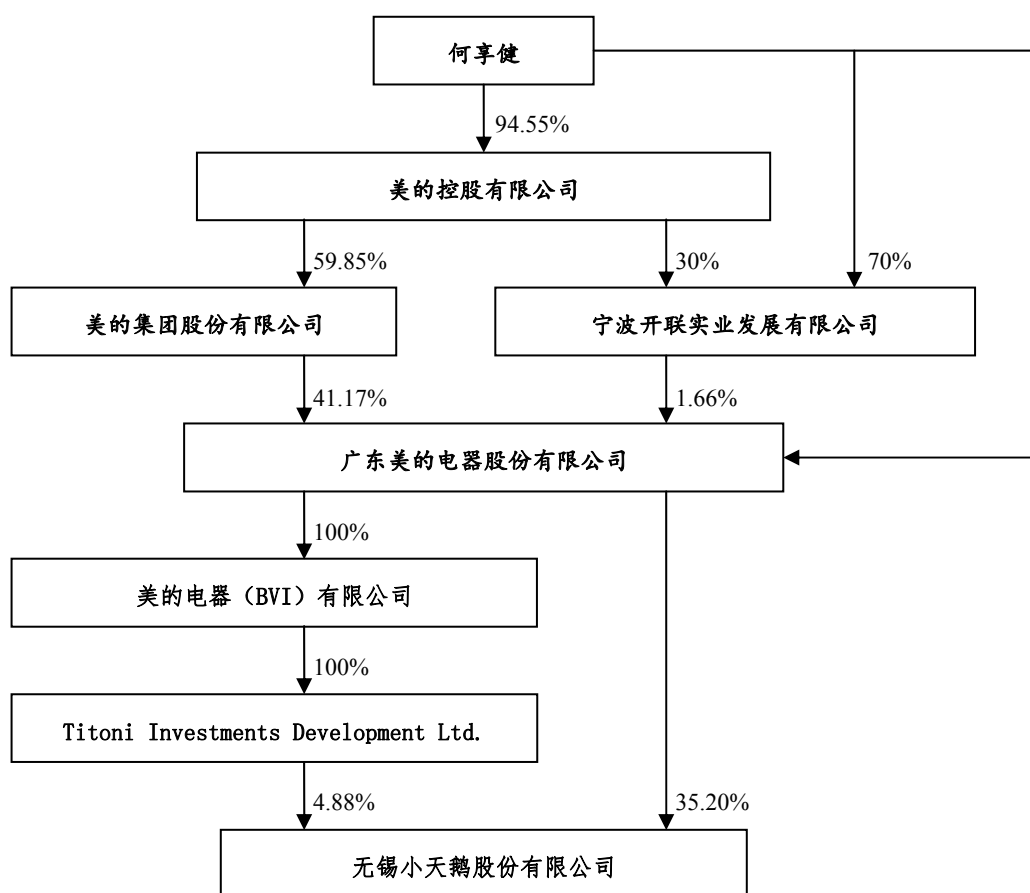 何享健
94.55%
美的控股有限公司
59.85%
30%
70%
美的集团股份有限公司
宁波开联实业发展有限公司
41.17%
1.66%
广东美的电器股份有限公司
100%
美的电器（BVI）有限公司
100%
Titoni Investments Development Ltd.
4.88%
35.20%
无锡小天鹅股份有限公司